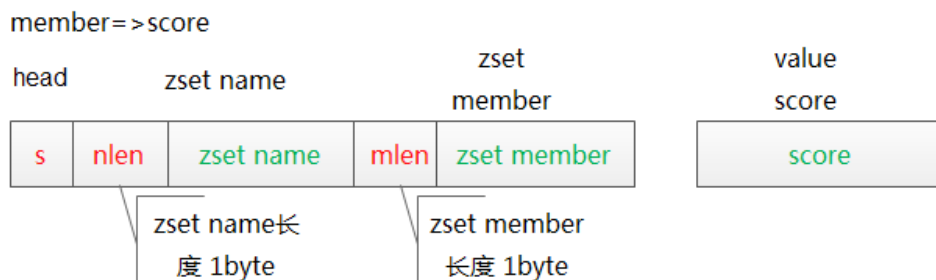 member=>score
head zset name zset value
member score
s nlen zset name mlen zset member score
zset name长 zset member
度 1byte 长度 1byte